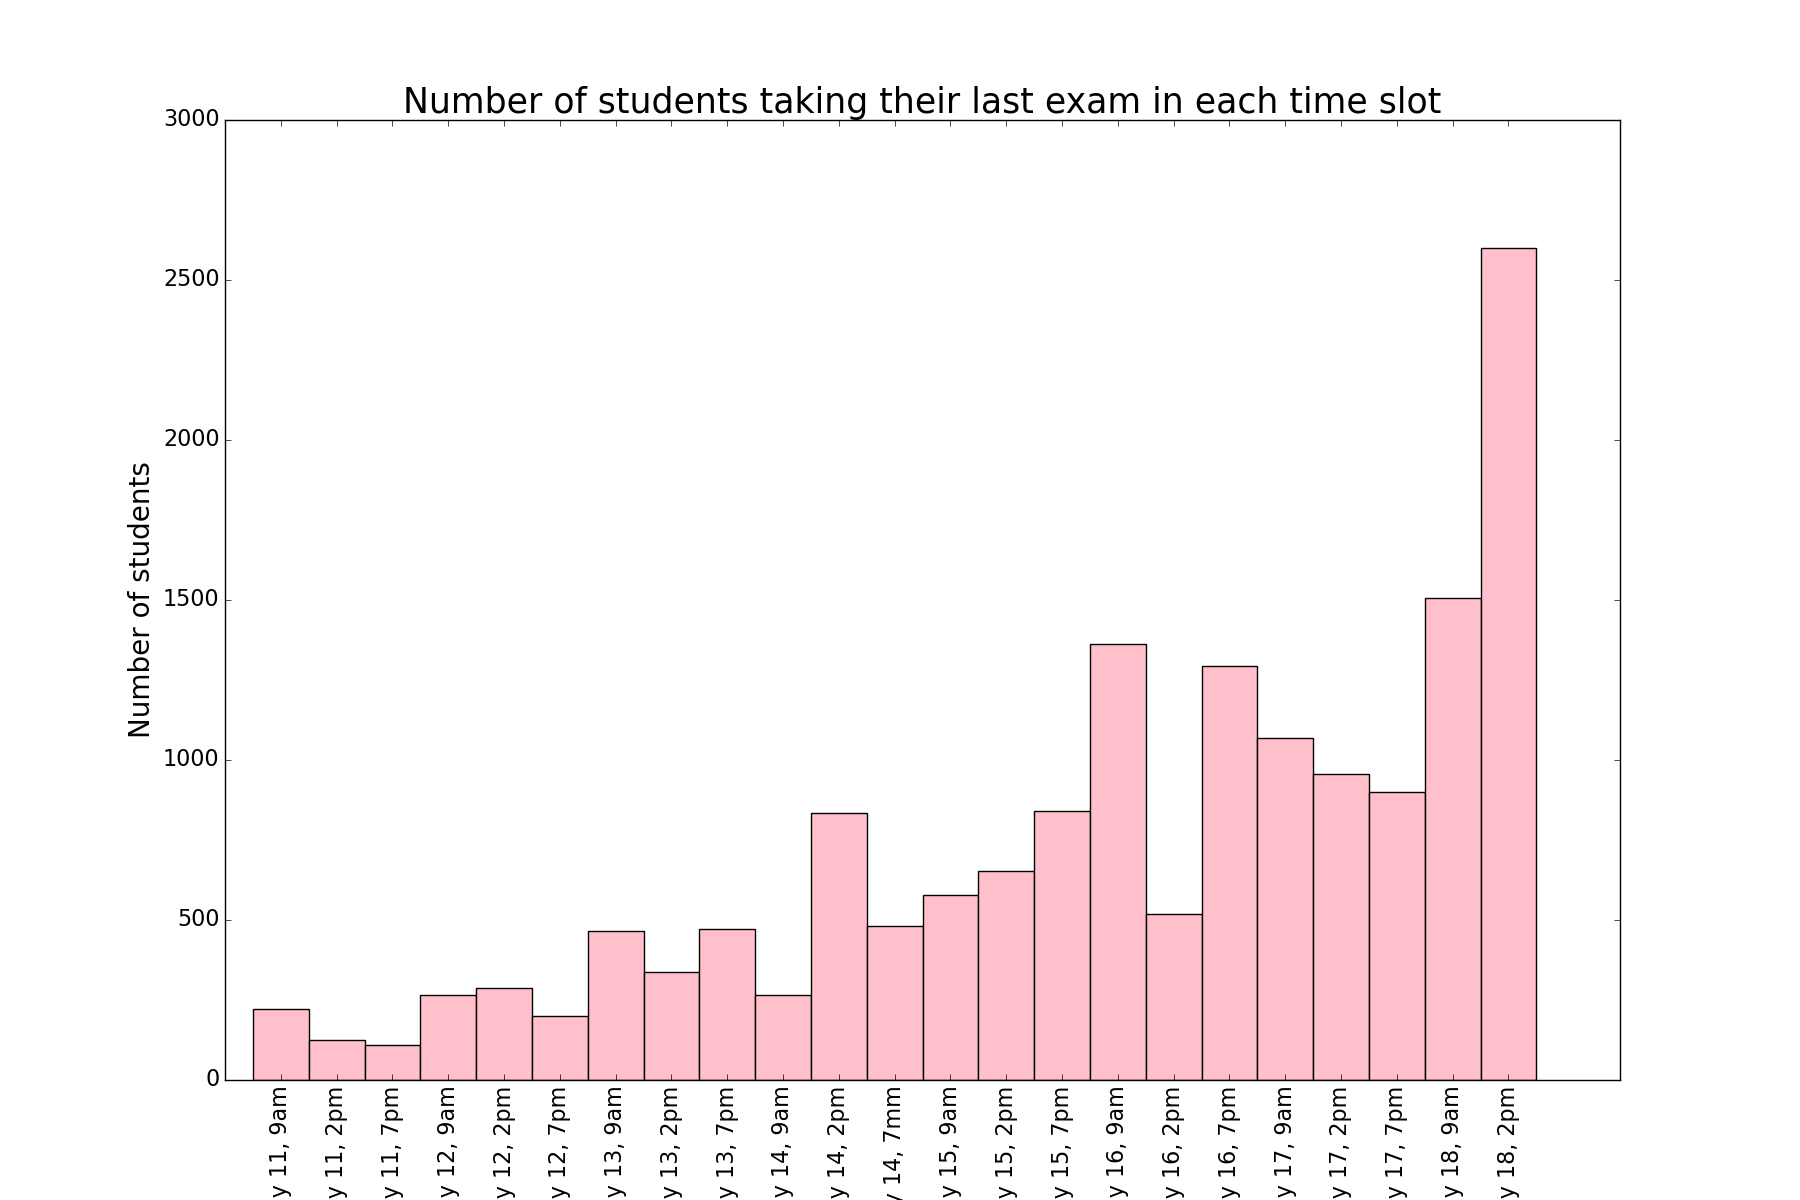 Number of students taking their last exam in each time slot
3000
2500
2000
1500
1000
500
0
Number of students
y 11, 9am
y 11, 2pm
y 11, 7pm
y 12, 9am
y 12, 2pm
y 12, 7pm
y 13, 9am
y 13, 2pm
y 13, 7pm
y 14, 9am
y 14, 2pm
y 14, 7mm
y 15, 9am
y 15, 2pm
y 15, 7pm
y 16, 9am
y 16, 2pm
y 16, 7pm
y 17, 9am
y 17, 2pm
y 17, 7pm
y 18, 9am
y 18, 2pm